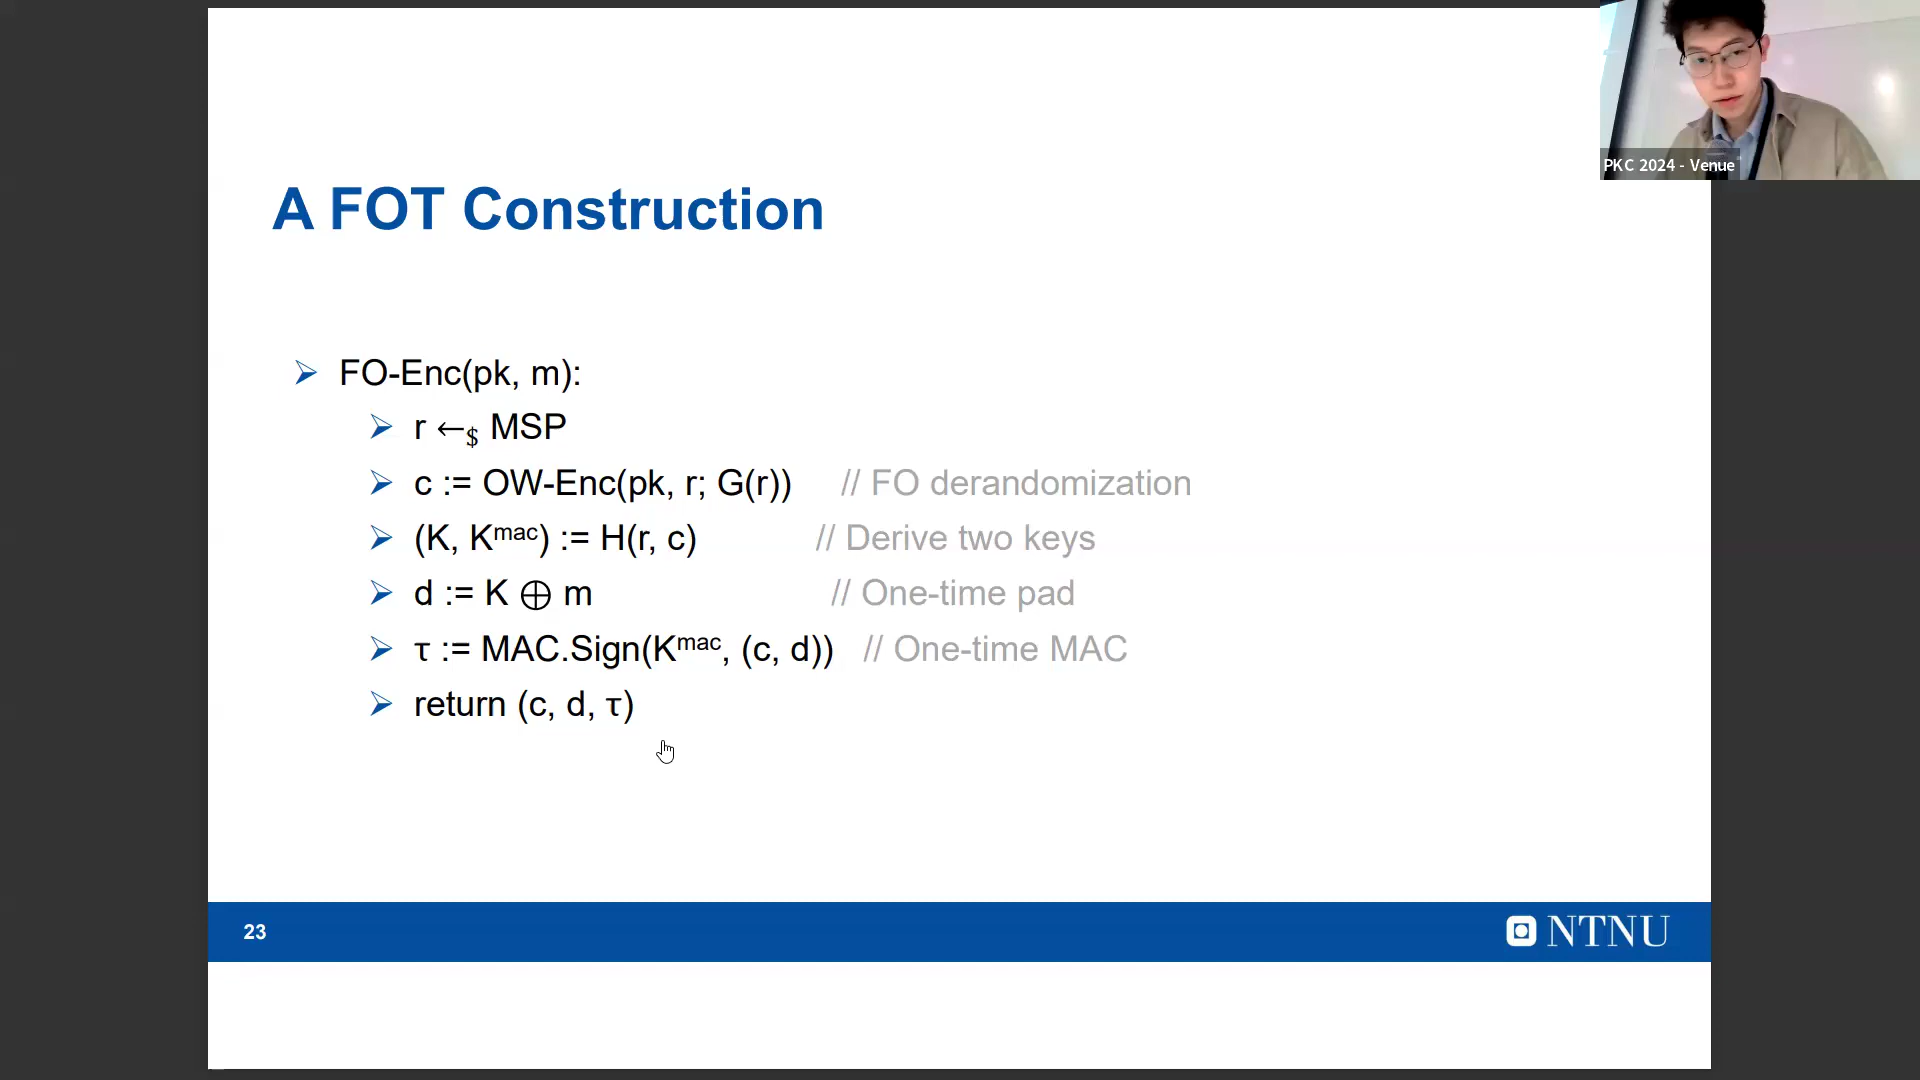 PKC 2024 - Venue
A FOT Construction
➢ FO-Enc(pk, m):
➢ r ←$ MSP
➢ c := OW-Enc(pk, r; G(r)) // FO derandomization
➢ (K, Kᵐᵃᶜ) := H(r, c) // Derive two keys
➢ d := K ⊕ m // One-time pad
➢ τ := MAC.Sign(Kᵐᵃᶜ, (c, d)) // One-time MAC
➢ return (c, d, τ)
23
NTNU